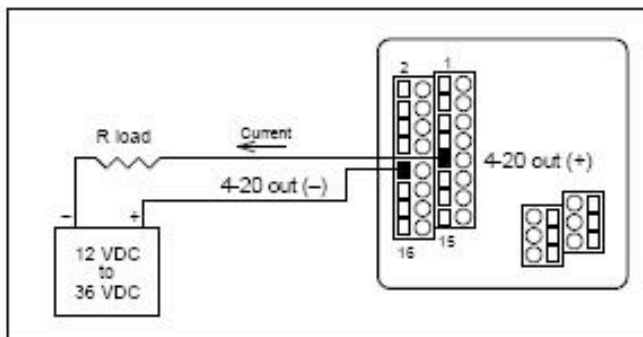 2 1
R load
Current
4-20 out (+)
4-20 out (–)
– +
12 VDC
to
36 VDC
16 15